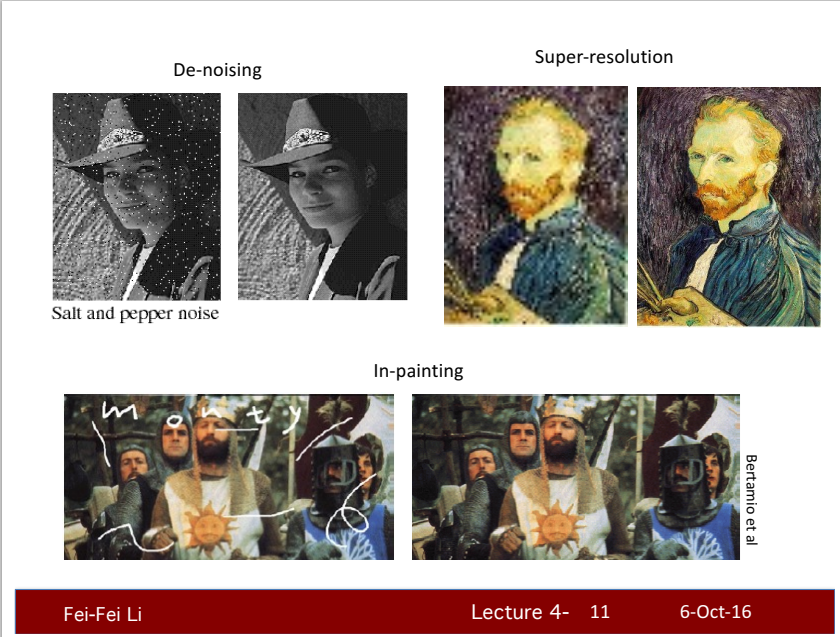 De-noising
Super-resolution
Salt and pepper noise
In-painting
monty
Bertamio et al
Fei-Fei Li
Lecture 4- 11
6-Oct-16